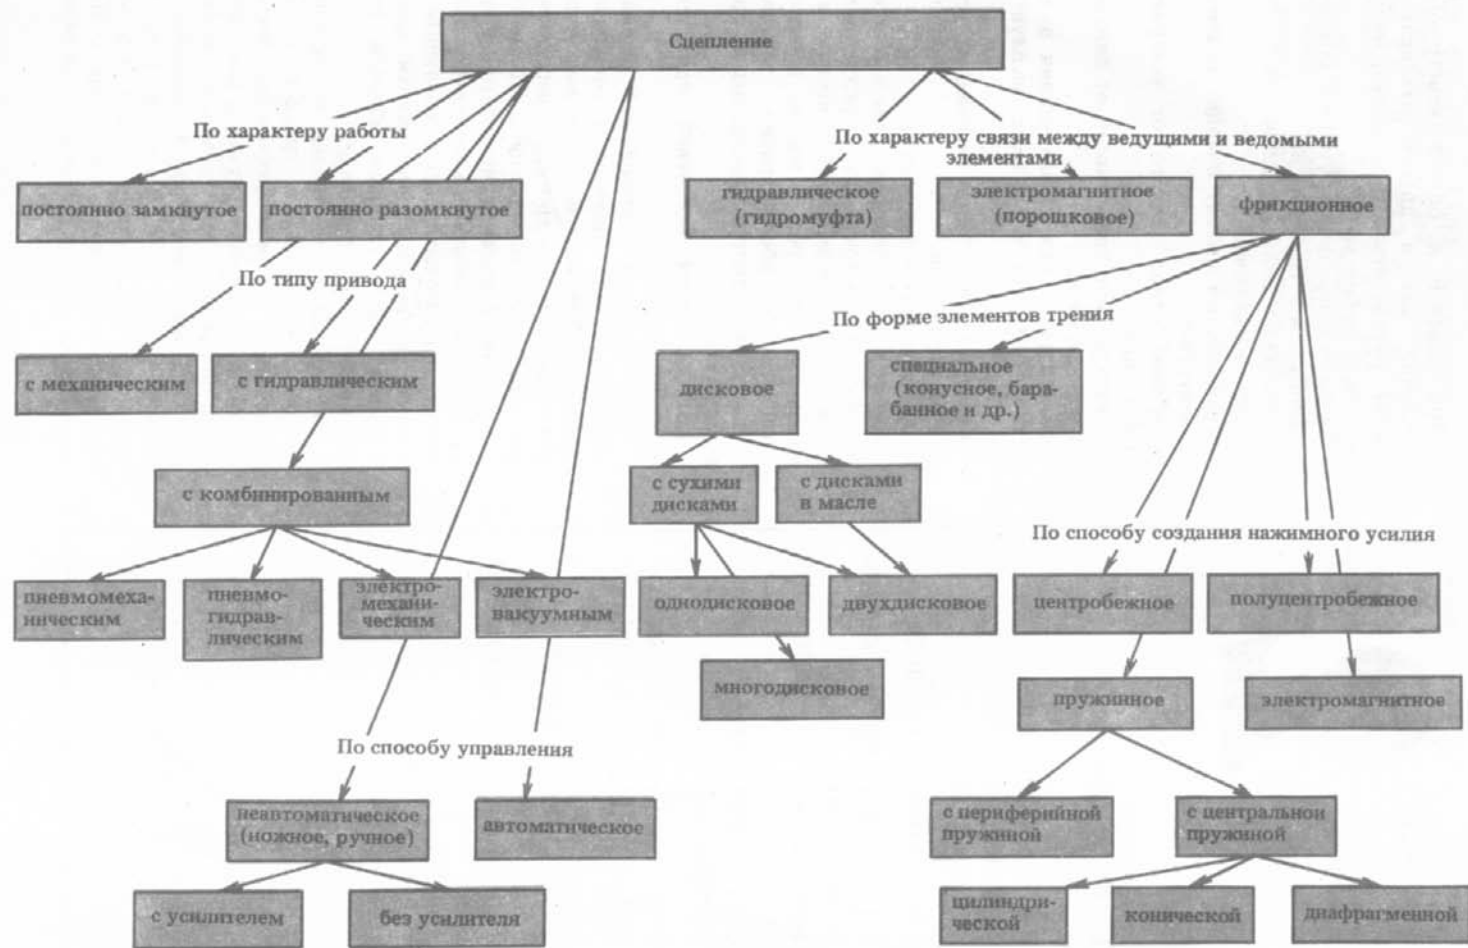 Сцепление
По характеру работы
По характеру связи между ведущими и ведомыми
элементами
постоянно замкнутое
постоянно разомкнутое
гидравлическое
(гидромуфта)
электромагнитное
(порошковое)
фрикционное
По типу привода
По форме элементов трения
с механическим
с гидравлическим
дисковое
специальное
(конусное, бара-
банное и др.)
с комбинированным
с сухими
дисками
с дисками
в масле
По способу создания нажимного усилия
пневмомеха-
ническим
пневмо-
гидрав-
лическим
электро-
механи-
ческим
электро-
вакуумным
однодисковое
двухдисковое
центробежное
полуцентробежное
многодисковое
пружинное
электромагнитное
По способу управления
неавтоматическое
(ножное, ручное)
автоматическое
с периферийной
пружиной
с центральной
пружиной
с усилителем
без усилителя
цилиндри-
ческой
конической
диафрагменной